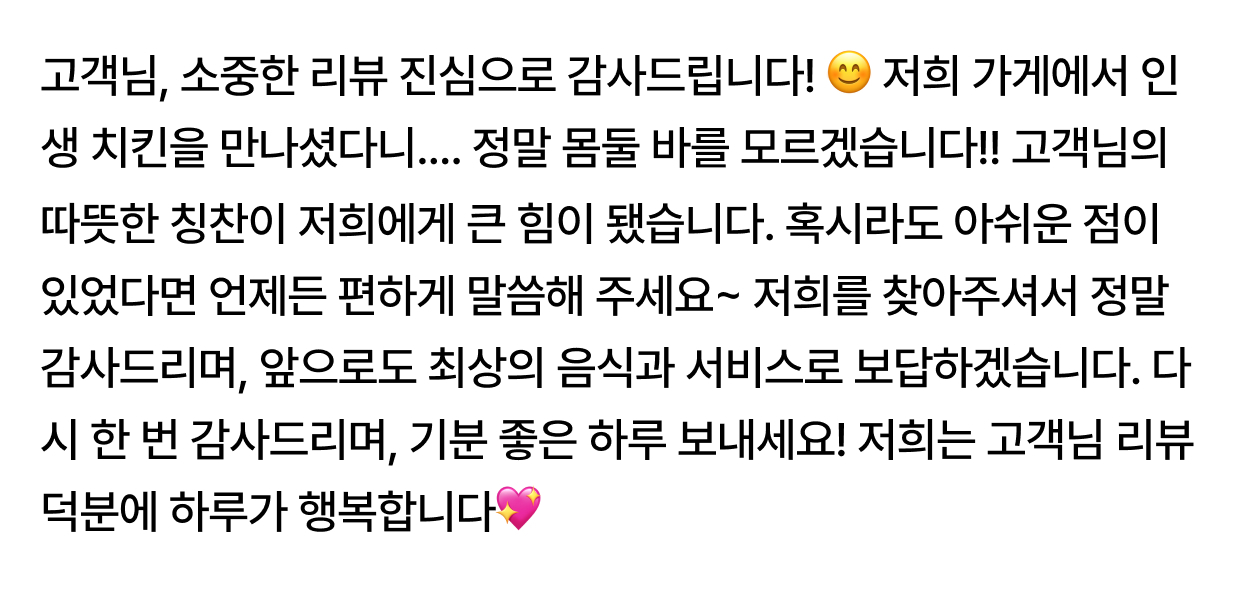 고객님, 소중한 리뷰 진심으로 감사드립니다! 😊 저희 가게에서 인
생 치킨을 만나셨다니.... 정말 몸둘 바를 모르겠습니다!! 고객님의
따뜻한 칭찬이 저희에게 큰 힘이 됐습니다. 혹시라도 아쉬운 점이
있었다면 언제든 편하게 말씀해 주세요~ 저희를 찾아주셔서 정말
감사드리며, 앞으로도 최상의 음식과 서비스로 보답하겠습니다. 다
시 한 번 감사드리며, 기분 좋은 하루 보내세요! 저희는 고객님 리뷰
덕분에 하루가 행복합니다💖